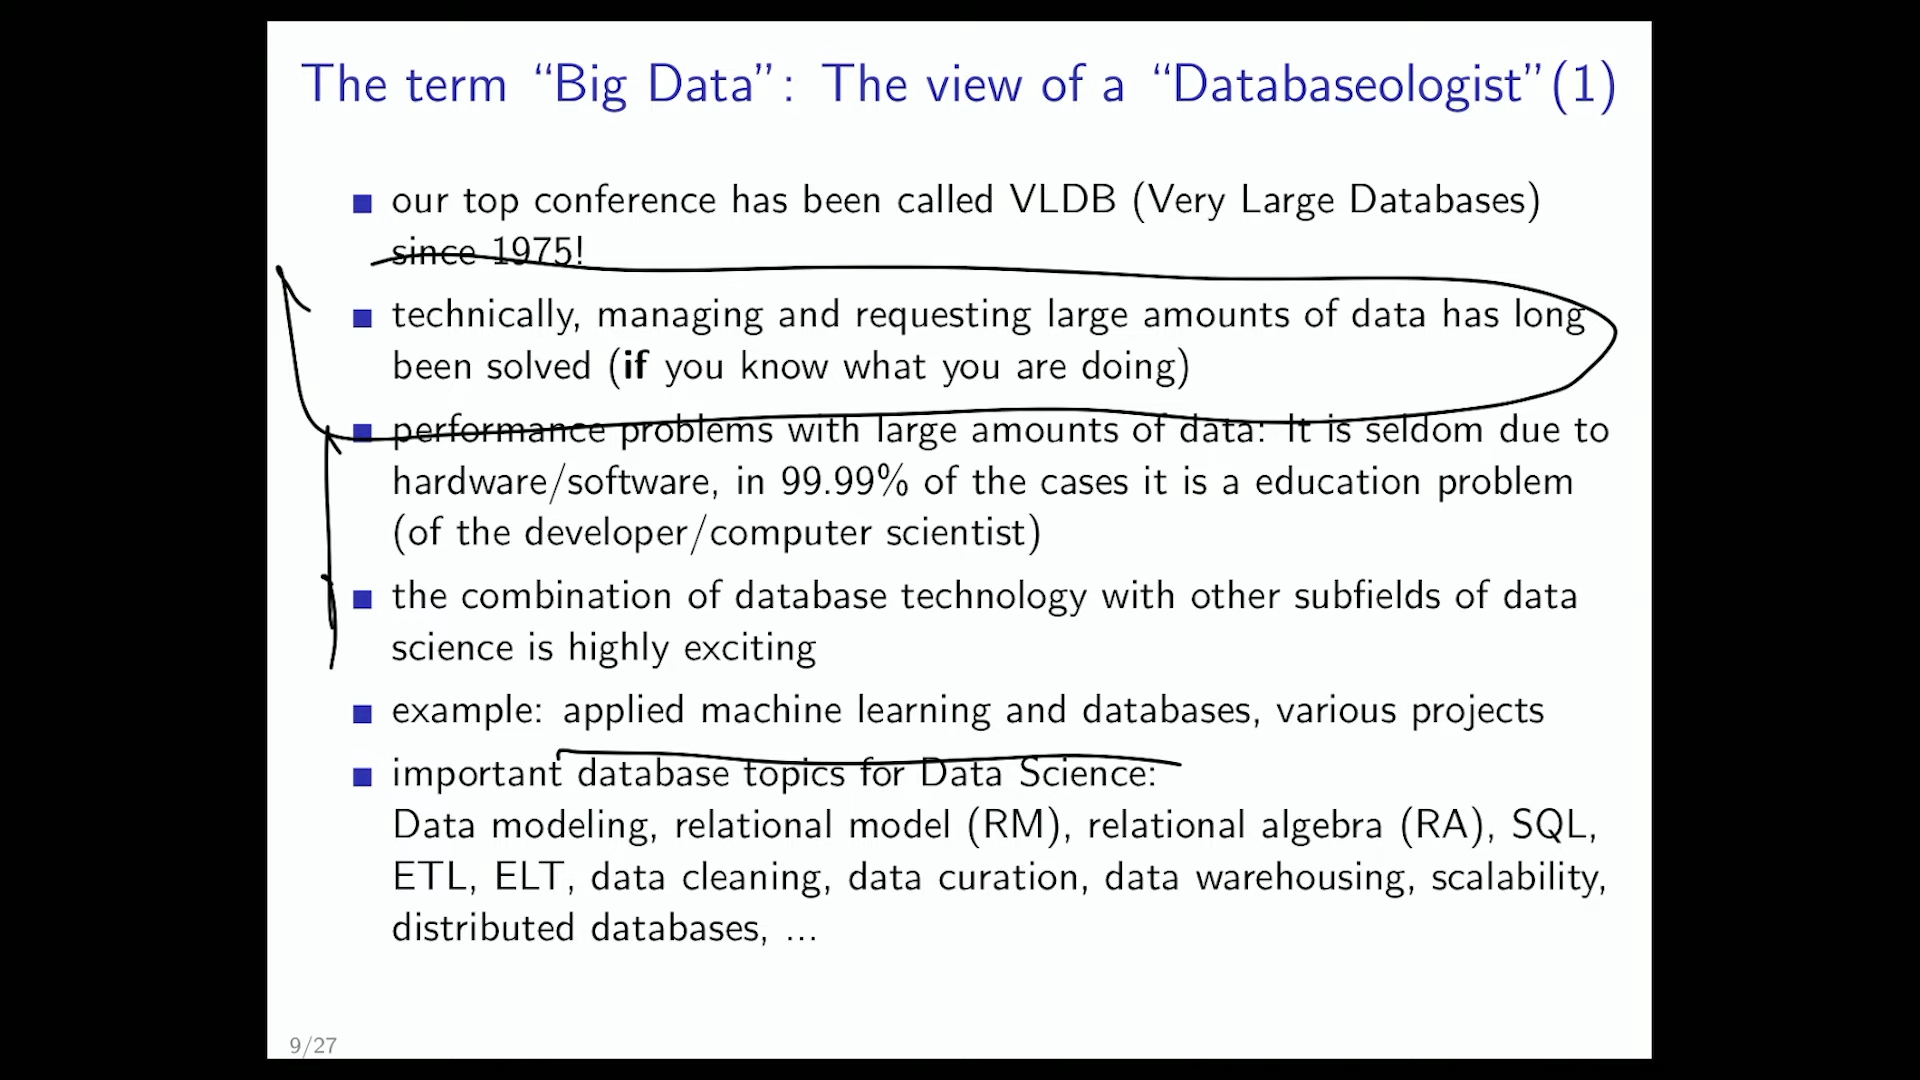 The term “Big Data”: The view of a “Databaseologist”(1)
our top conference has been called VLDB (Very Large Databases)
since 1975!
technically, managing and requesting large amounts of data has long
been solved (if you know what you are doing)
performance problems with large amounts of data: It is seldom due to
hardware/software, in 99.99% of the cases it is a education problem
(of the developer/computer scientist)
the combination of database technology with other subfields of data
science is highly exciting
example: applied machine learning and databases, various projects
important database topics for Data Science:
Data modeling, relational model (RM), relational algebra (RA), SQL,
ETL, ELT, data cleaning, data curation, data warehousing, scalability,
distributed databases, ...
9/27